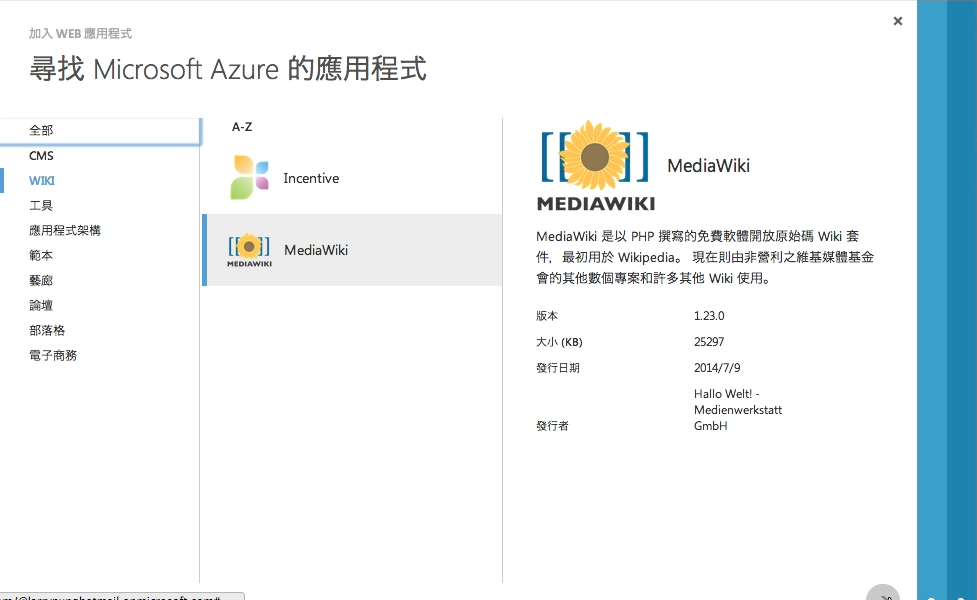 加入 WEB 應用程式
尋找 Microsoft Azure 的應用程式
全部
CMS
WIKI
工具
應用程式架構
範本
藝廊
論壇
部落格
電子商務
A-Z
Incentive
MEDIAWIKI
MediaWiki
MEDIAWIKI
MediaWiki
MediaWiki 是以 PHP 撰寫的免費軟體開放原始碼 Wiki 套
件，最初用於 Wikipedia。 現在則由非營利之維基媒體基金
會的其他數個專案和許多其他 Wiki 使用。
版本 1.23.0
大小 (KB) 25297
發行日期 2014/7/9
發行者 Hallo Welt! -
Medienwerkstatt
GmbH